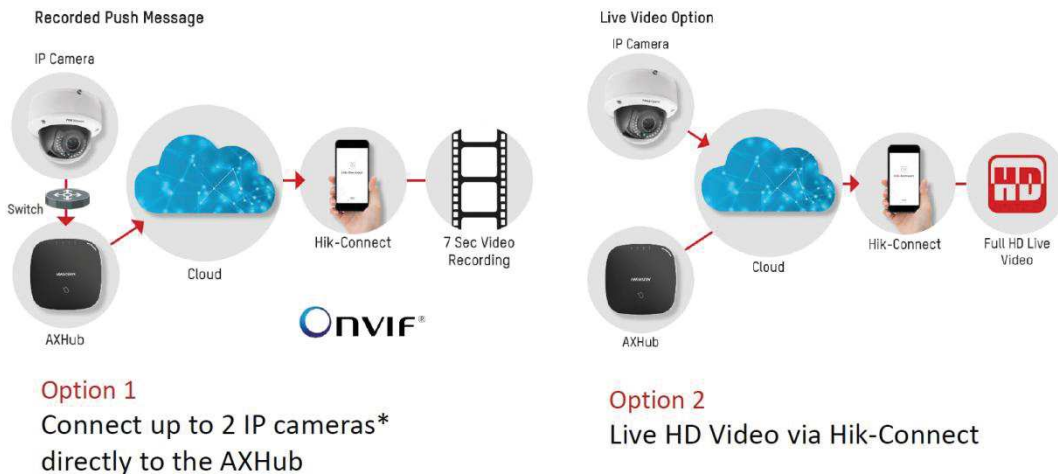 Recorded Push Message
IP Camera
Switch
AXHub
Cloud
Hik-Connect
7 Sec Video
Recording
ONVIF®
Option 1
Connect up to 2 IP cameras*
directly to the AXHub
Live Video Option
IP Camera
AXHub
Cloud
Hik-Connect
HD
Full HD Live
Video
Option 2
Live HD Video via Hik-Connect